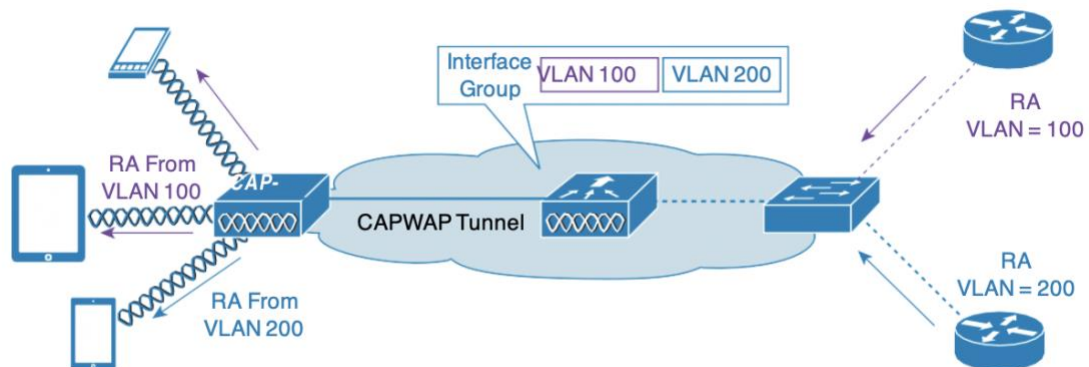 Interface
Group
VLAN 100
VLAN 200
RA
VLAN = 100
RA From
VLAN 100
CAP-
CAPWAP Tunnel
RA From
VLAN 200
RA
VLAN = 200